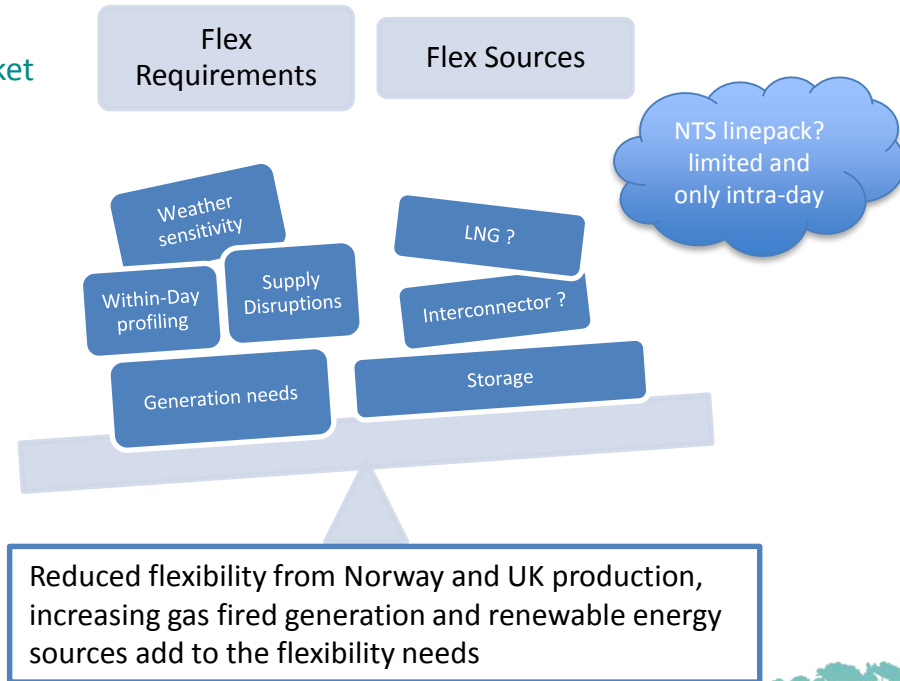 ket
Flex
Requirements
Flex Sources
NTS linepack?
limited and
only intra-day
Weather
sensitivity
LNG ?
Within-Day
profiling
Supply
Disruptions
Interconnector ?
Generation needs
Storage
Reduced flexibility from Norway and UK production,
increasing gas fired generation and renewable energy
sources add to the flexibility needs